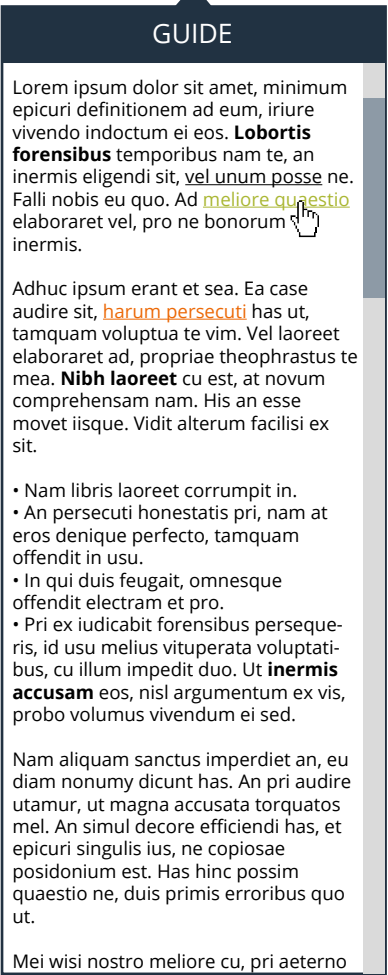 GUIDE
Lorem ipsum dolor sit amet, minimum
epicuri definitionem ad eum, iriure
vivendo indoctum ei eos. Lobortis
forensibus temporibus nam te, an
inermis eligendi sit, vel unum posse ne.
Falli nobis eu quo. Ad meliore quaestio
elaboraret vel, pro ne bonorum
inermis.
Adhuc ipsum erant et sea. Ea case
audire sit, harum persecuti has ut,
tamquam voluptua te vim. Vel laoreet
elaboraret ad, propriae theophrastus te
mea. Nibh laoreet cu est, at novum
comprehensam nam. His an esse
movet iisque. Vidit alterum facilisi ex
sit.
• Nam libris laoreet corrumpit in.
• An persecuti honestatis pri, nam at
eros denique perfecto, tamquam
offendit in usu.
• In qui duis feugait, omnesque
offendit electram et pro.
• Pri ex iudicabit forensibus perseque-
ris, id usu melius vituperata voluptati-
bus, cu illum impedit duo. Ut inermis
accusam eos, nisl argumentum ex vis,
probo volumus vivendum ei sed.
Nam aliquam sanctus imperdiet an, eu
diam nonumy dicunt has. An pri audire
utamur, ut magna accusata torquatos
mel. An simul decore efficiendi has, et
epicuri singulis ius, ne copiosae
posidonium est. Has hinc possim
quaestio ne, duis primis erroribus quo
ut.
Mei wisi nostro meliore cu, pri aeterno